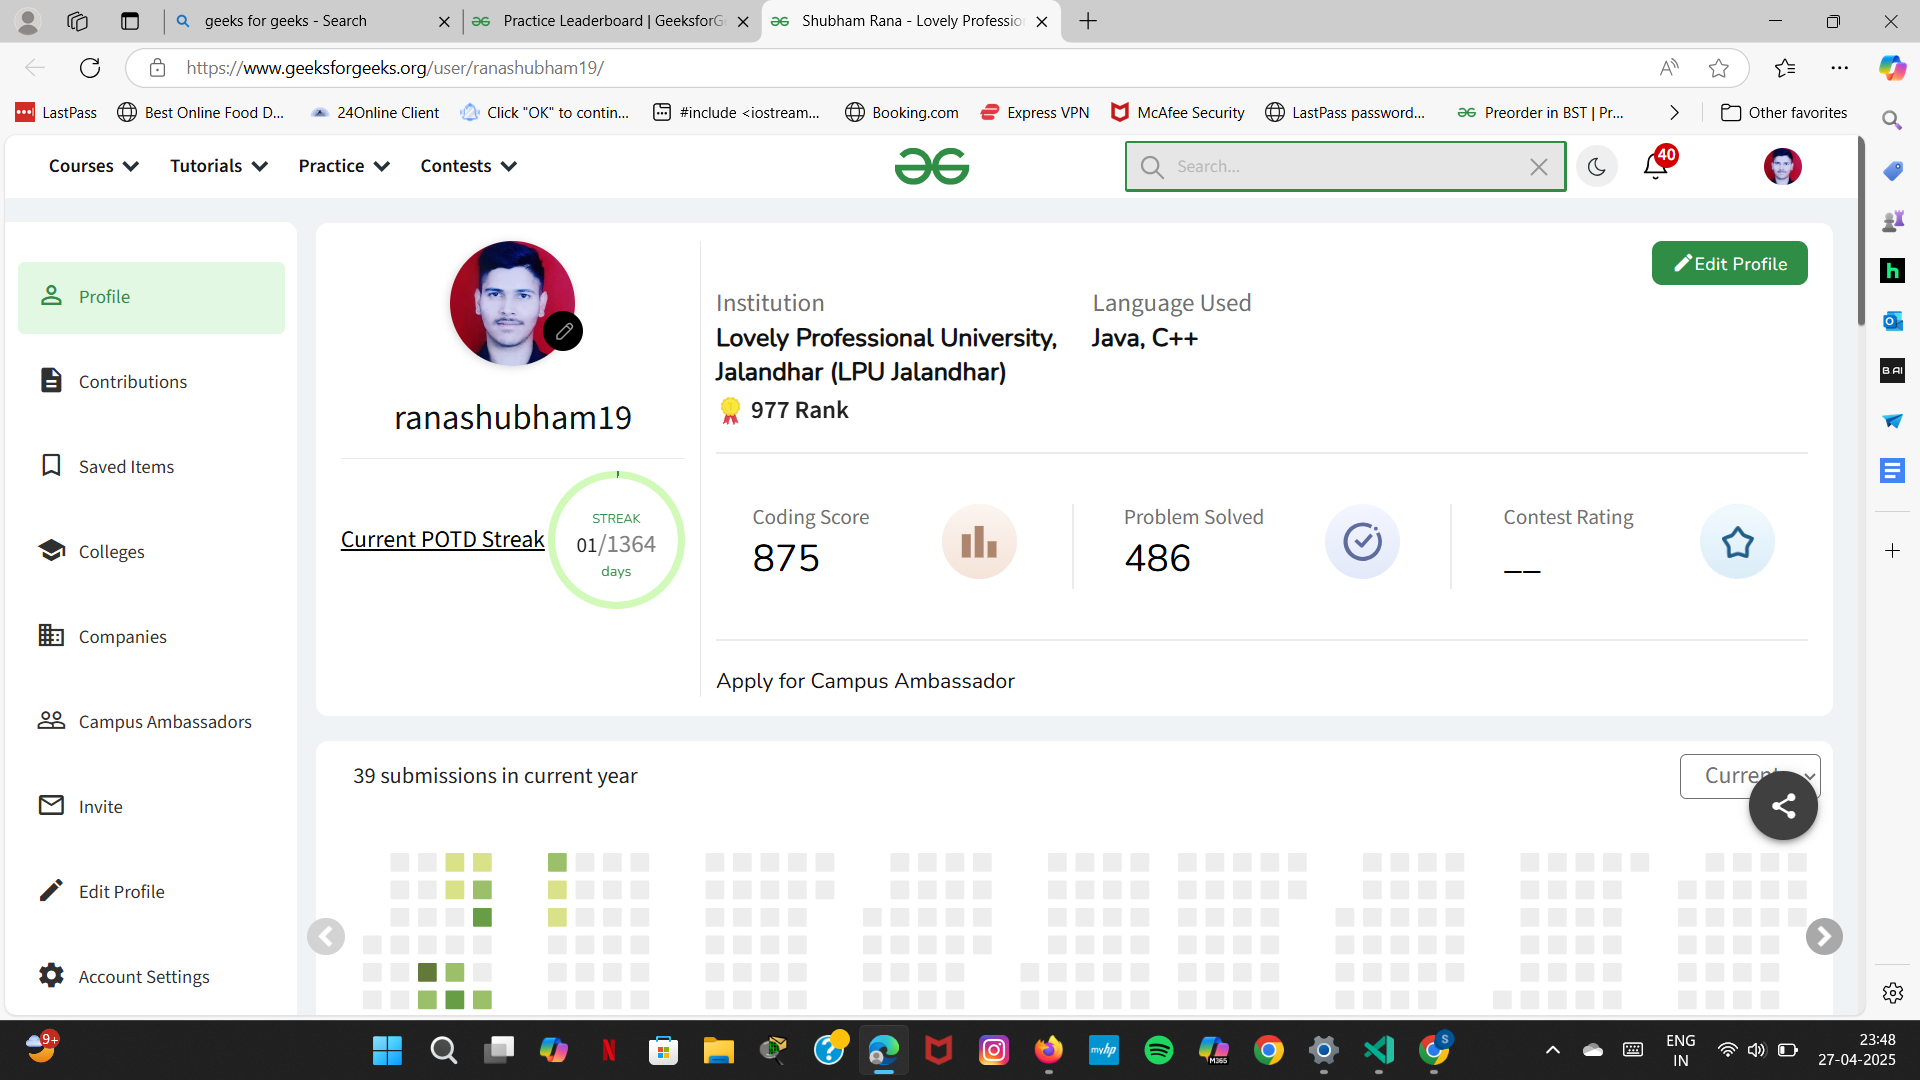 geeks for geeks - Search
Practice Leaderboard | GeeksforG
Shubham Rana - Lovely Professio
https://www.geeksforgeeks.org/user/ranashubham19/
LastPass
Best Online Food D...
24Online Client
Click "OK" to contin...
#include <iostream...
Booking.com
Express VPN
McAfee Security
LastPass password...
Preorder in BST | Pr...
Other favorites
Courses
Tutorials
Practice
Contests
Search...
40
Profile
Contributions
Saved Items
Colleges
Companies
Campus Ambassadors
Invite
Edit Profile
Account Settings
ranashubham19
Current POTD Streak
STREAK
01/1364
days
Edit Profile
Institution
Lovely Professional University,
Jalandhar (LPU Jalandhar)
977 Rank
Language Used
Java, C++
Coding Score
875
Problem Solved
486
Contest Rating
__
Apply for Campus Ambassador
39 submissions in current year
Current
B AI
9+
myhp
M365
S
ENG
IN
23:48
27-04-2025